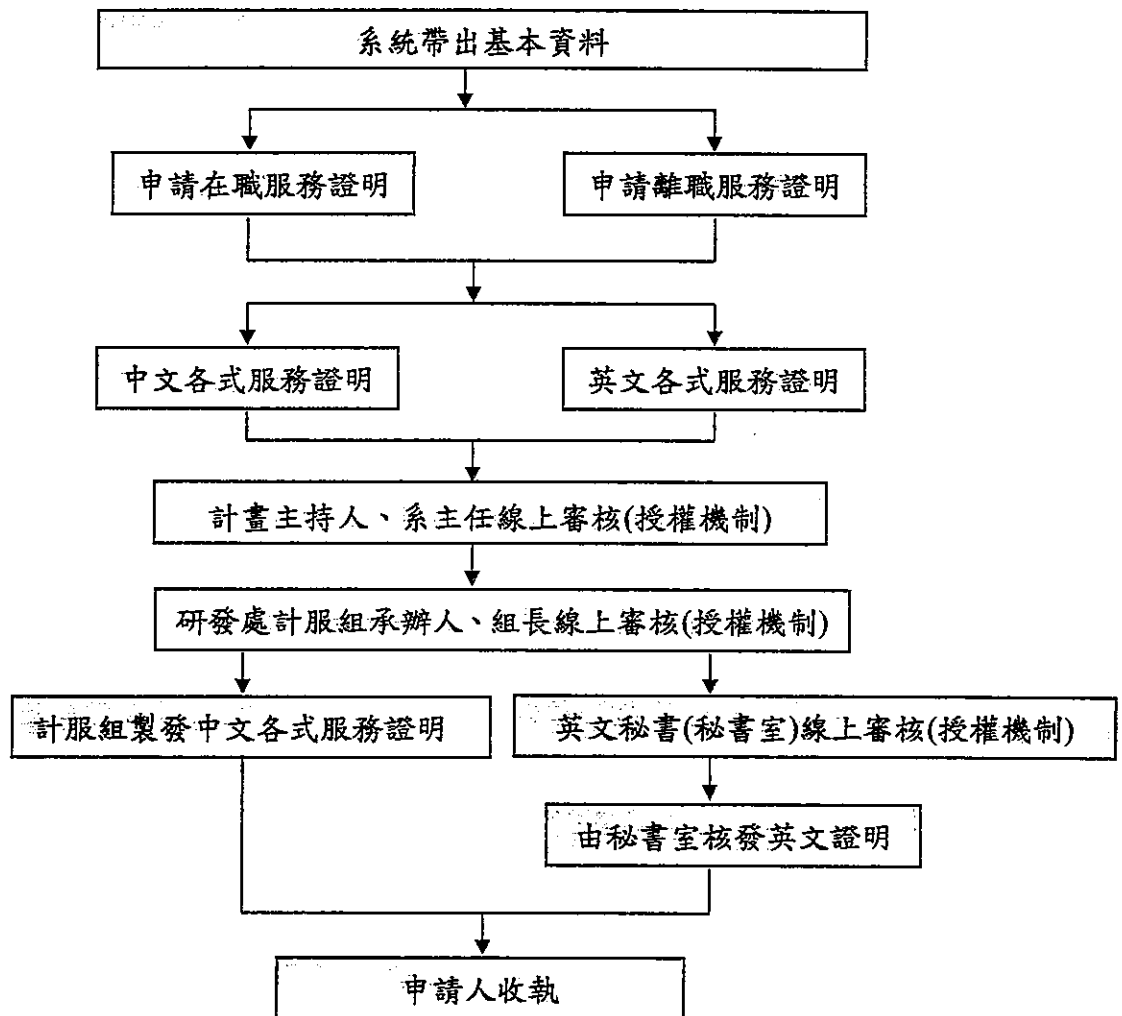 系統帶出基本資料
申請在職服務證明
申請離職服務證明
中文各式服務證明
英文各式服務證明
計畫主持人、系主任線上審核(授權機制)
研發處計服組承辦人、組長線上審核(授權機制)
計服組製發中文各式服務證明
英文秘書(秘書室)線上審核(授權機制)
由秘書室核發英文證明
申請人收執